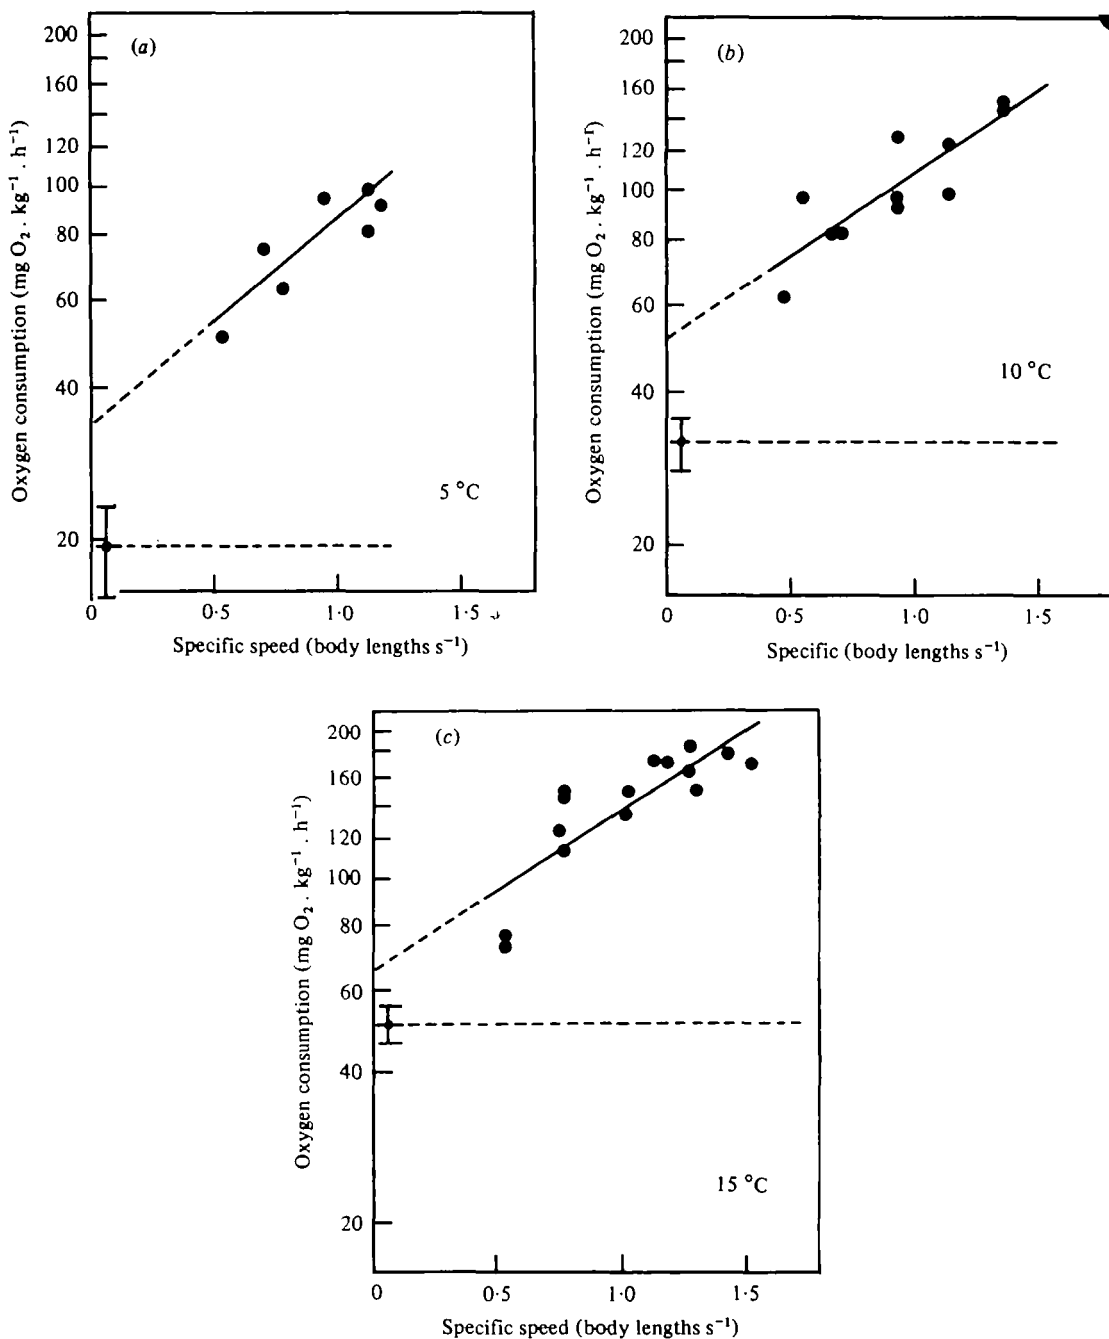 (a)
200
160
120
100
80
60
40
20
Oxygen consumption (mg O₂ . kg⁻¹ . h⁻¹)
5 °C
0 0·5 1·0 1·5
Specific speed (body lengths s⁻¹)
(b)
200
160
120
100
80
60
40
20
Oxygen consumption (mg O₂ . kg⁻¹ . h⁻¹)
10 °C
0 0·5 1·0 1·5
Specific (body lengths s⁻¹)
(c)
200
160
120
100
80
60
40
20
Oxygen consumption (mg O₂ . kg⁻¹ . h⁻¹)
15 °C
0 0·5 1·0 1·5
Specific speed (body lengths s⁻¹)